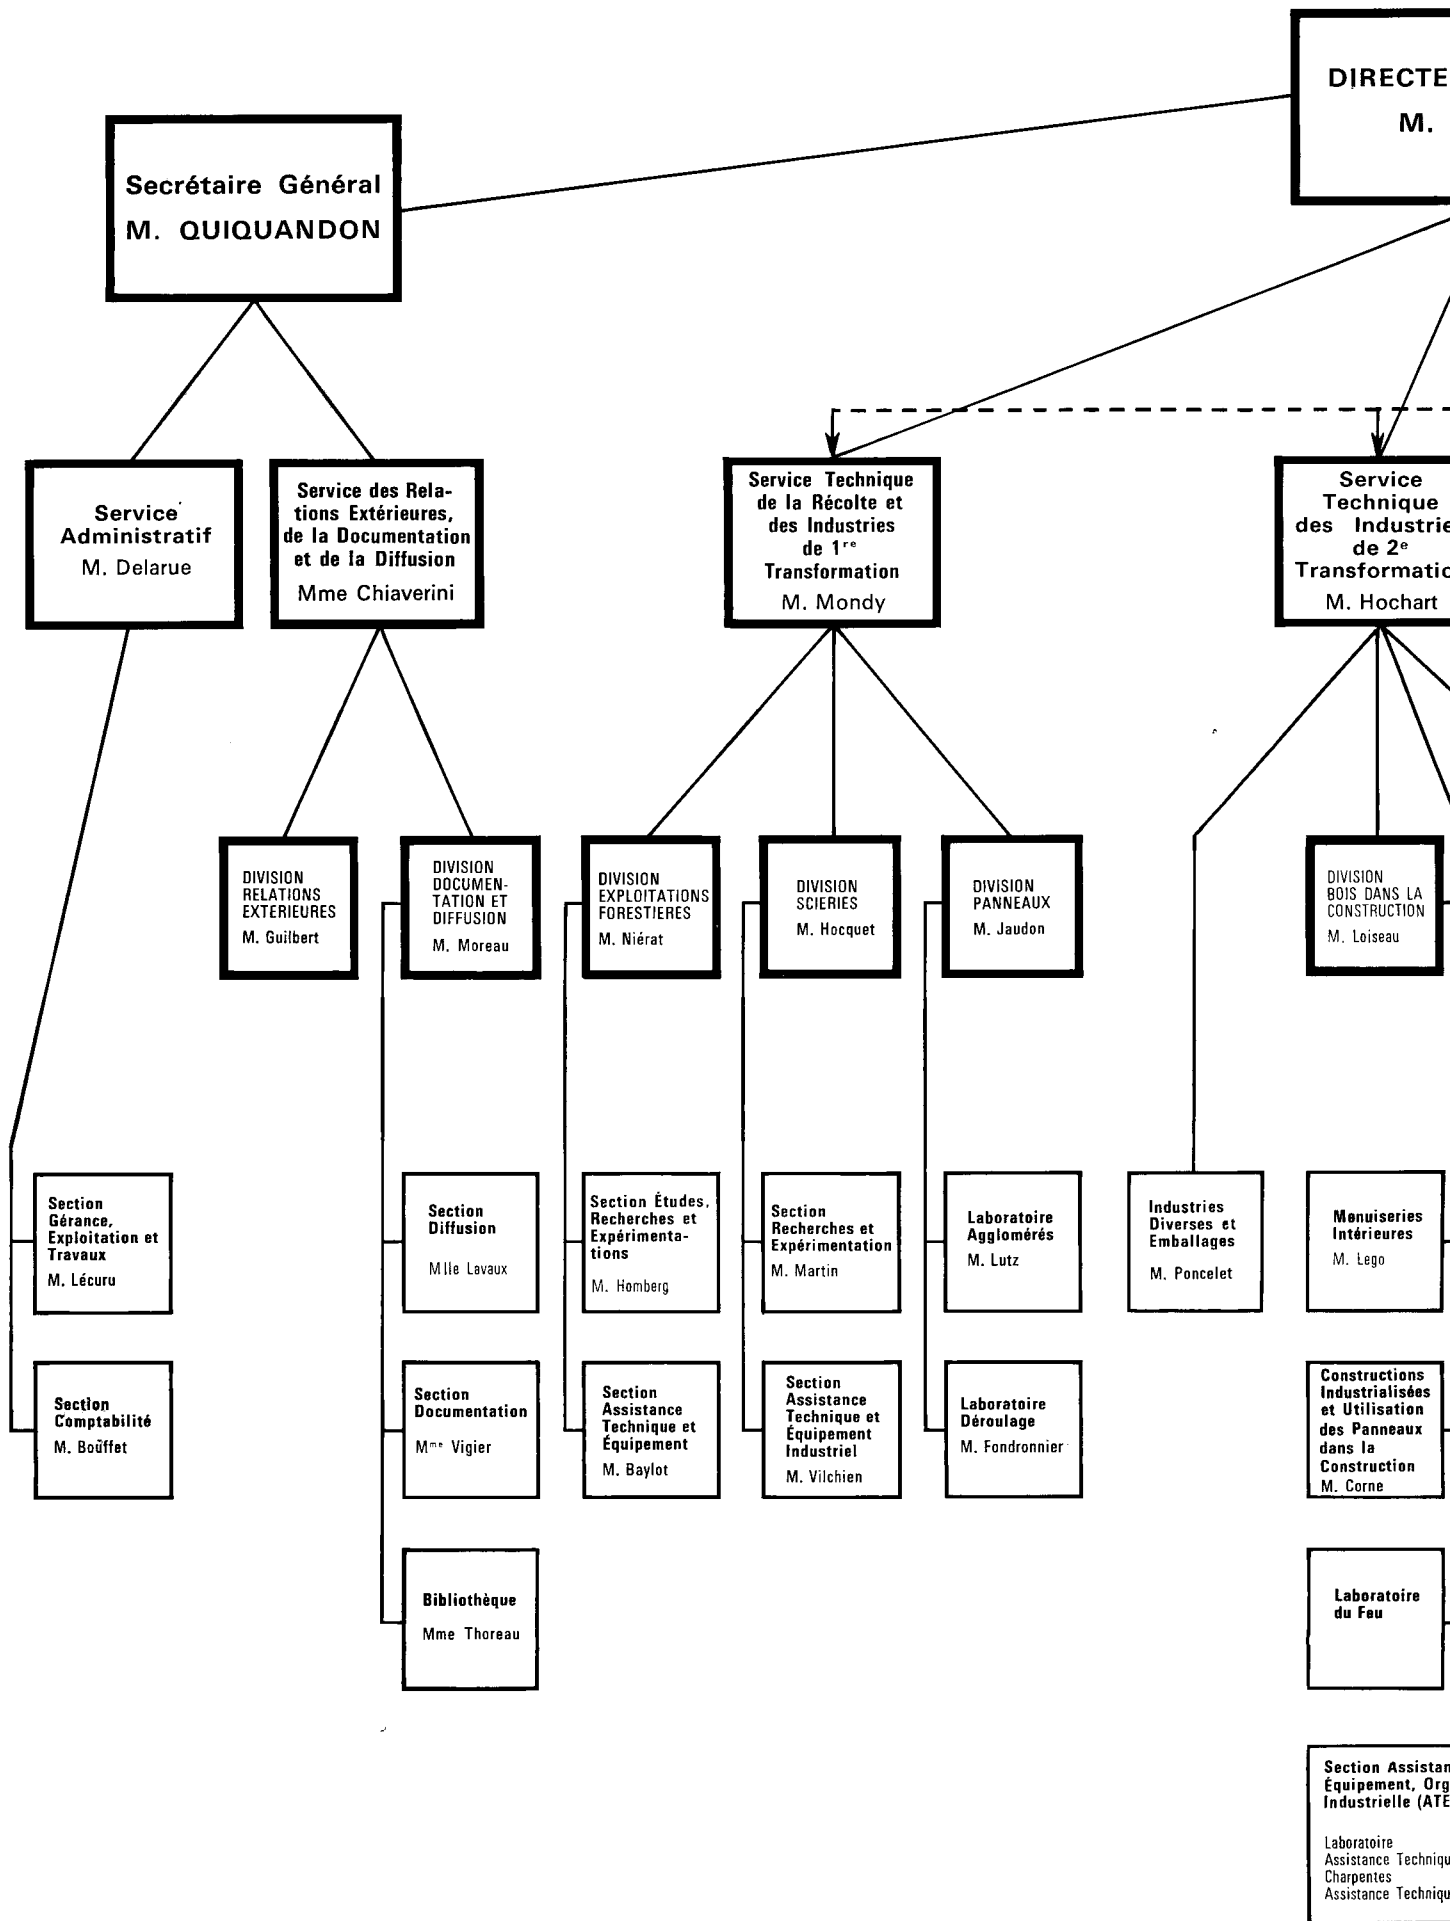 DIRECTE
M.
Secrétaire Général
M. QUIQUANDON
Service
Administratif
M. Delarue
Service des Rela-
tions Extérieures,
de la Documentation
et de la Diffusion
Mme Chiaverini
Service Technique
de la Récolte et
des Industries
de 1re
Transformation
M. Mondy
Service
Technique
des Industrie
de 2e
Transformatio
M. Hochart
DIVISION
RELATIONS
EXTERIEURES
M. Guilbert
DIVISION
DOCUMEN-
TATION ET
DIFFUSION
M. Moreau
DIVISION
EXPLOITATIONS
FORESTIERES
M. Niérat
DIVISION
SCIERIES
M. Hocquet
DIVISION
PANNEAUX
M. Jaudon
DIVISION
BOIS DANS LA
CONSTRUCTION
M. Loiseau
Section
Gérance,
Exploitation et
Travaux
M. Lécuru
Section
Diffusion
Mlle Lavaux
Section Études,
Recherches et
Expérimenta-
tions
M. Homberg
Section
Recherches et
Expérimentation
M. Martin
Laboratoire
Agglomérés
M. Lutz
Industries
Diverses et
Emballages
M. Poncelet
Menuiseries
Intérieures
M. Lego
Section
Comptabilité
M. Bouffet
Section
Documentation
Mme Vigier
Section
Assistance
Technique et
Équipement
M. Baylot
Section
Assistance
Technique et
Équipement
Industriel
M. Vilchien
Laboratoire
Déroulage
M. Fondronnier
Constructions
Industrialisées
et Utilisation
des Panneaux
dans la
Construction
M. Corne
Bibliothèque
Mme Thoreau
Laboratoire
du Feu
Section Assistan
Équipement, Org
Industrielle (ATE
Laboratoire
Assistance Techniqu
Charpentes
Assistance Techniqu